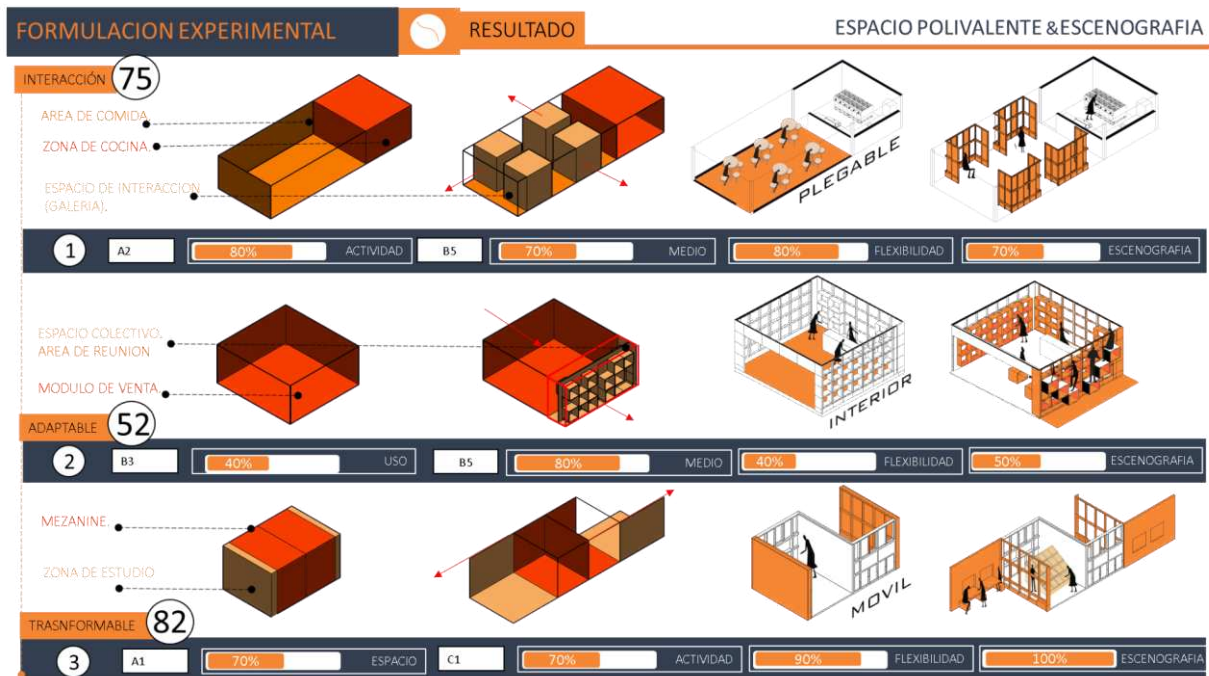 FORMULACION EXPERIMENTAL
RESULTADO
ESPACIO POLIVALENTE &ESCENOGRAFIA
INTERACCIÓN 75
AREA DE COMIDA.
ZONA DE COCINA.
ESPACIO DE INTERACCION
(GALERIA).
PLEGABLE
1 A2 80% ACTIVIDAD B5 70% MEDIO 80% FLEXIBILIDAD 70% ESCENOGRAFIA
ESPACIO COLECTIVO.
AREA DE REUNION
MODULO DE VENTA.
INTERIOR
ADAPTABLE 52
2 B3 40% USO B5 80% MEDIO 40% FLEXIBILIDAD 50% ESCENOGRAFIA
MEZANINE.
ZONA DE ESTUDIO
MOVIL
TRASNFORMABLE 82
3 A1 70% ESPACIO C1 70% ACTIVIDAD 90% FLEXIBILIDAD 100% ESCENOGRAFIA